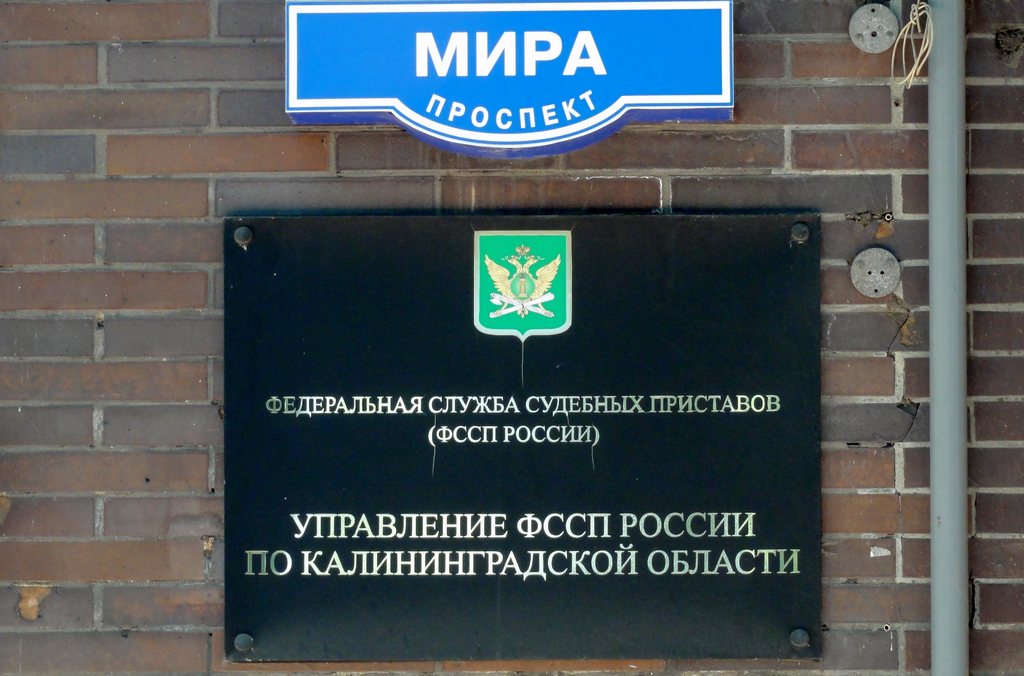 МИРА
ПРОСПЕКТ
ФЕДЕРАЛЬНАЯ СЛУЖБА СУДЕБНЫХ ПРИСТАВОВ
(ФССП РОССИИ)
УПРАВЛЕНИЕ ФССП РОССИИ
ПО КАЛИНИНГРАДСКОЙ ОБЛАСТИ